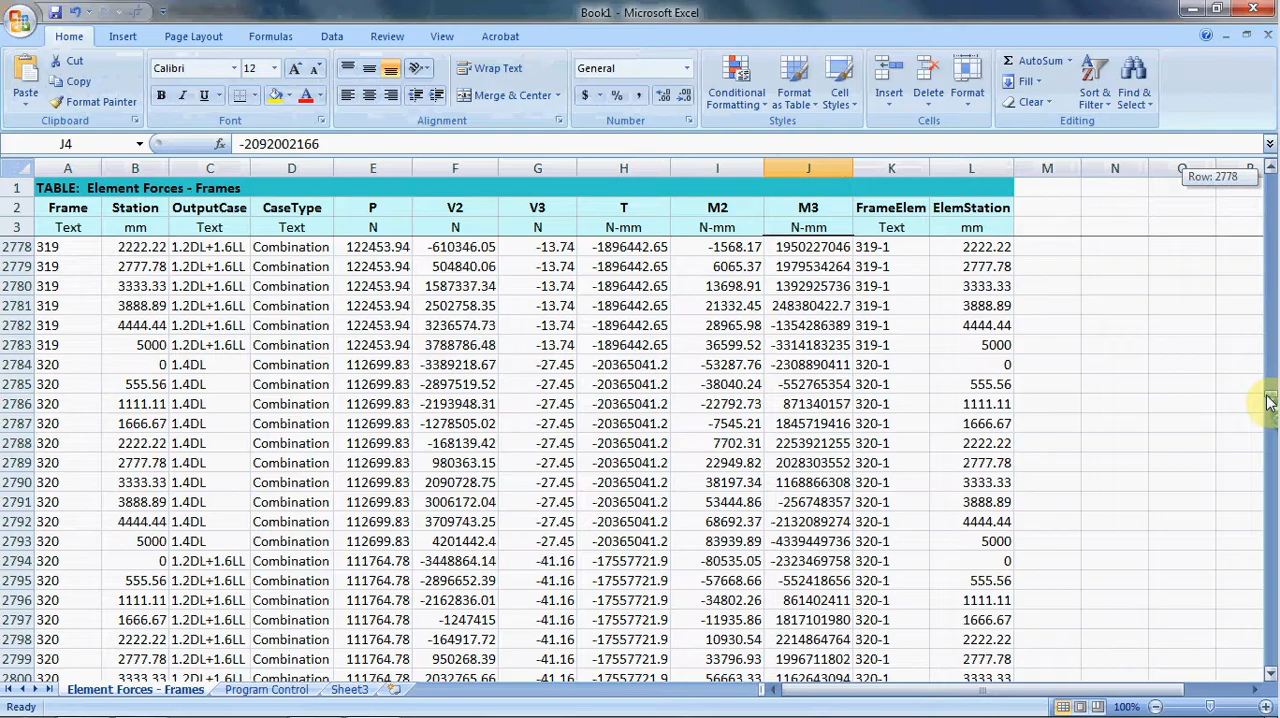 Book1 - Microsoft Excel
Home Insert Page Layout Formulas Data Review View Acrobat
Paste Cut Copy Format Painter Clipboard
Calibri 12 B I U A A A Font
Wrap Text Merge & Center Alignment
General $ % , Number
Conditional Formatting Format as Table Cell Styles Styles
Insert Delete Format Cells
Σ AutoSum Fill Clear Sort & Filter Find & Select Editing
J4 fx -2092002166
A B C D E F G H I J K L M N
Row: 2778
1 TABLE: Element Forces - Frames
2 Frame Station OutputCase CaseType P V2 V3 T M2 M3 FrameElem ElemStation
3 Text mm Text Text N N N N-mm N-mm N-mm Text mm
2778 319 2222.22 1.2DL+1.6LL Combination 122453.94 -610346.05 -13.74 -1896442.65 -1568.17 1950227046 319-1 2222.22
2779 319 2777.78 1.2DL+1.6LL Combination 122453.94 504840.06 -13.74 -1896442.65 6065.37 1979534264 319-1 2777.78
2780 319 3333.33 1.2DL+1.6LL Combination 122453.94 1587337.34 -13.74 -1896442.65 13698.91 1392925736 319-1 3333.33
2781 319 3888.89 1.2DL+1.6LL Combination 122453.94 2502758.35 -13.74 -1896442.65 21332.45 248380422.7 319-1 3888.89
2782 319 4444.44 1.2DL+1.6LL Combination 122453.94 3236574.73 -13.74 -1896442.65 28965.98 -1354286389 319-1 4444.44
2783 319 5000 1.2DL+1.6LL Combination 122453.94 3788786.48 -13.74 -1896442.65 36599.52 -3314183235 319-1 5000
2784 320 0 1.4DL Combination 112699.83 -3389218.67 -27.45 -20365041.2 -53287.76 -2308890411 320-1 0
2785 320 555.56 1.4DL Combination 112699.83 -2897519.52 -27.45 -20365041.2 -38040.24 -552765354 320-1 555.56
2786 320 1111.11 1.4DL Combination 112699.83 -2193948.31 -27.45 -20365041.2 -22792.73 871340157 320-1 1111.11
2787 320 1666.67 1.4DL Combination 112699.83 -1278505.02 -27.45 -20365041.2 -7545.21 1845719416 320-1 1666.67
2788 320 2222.22 1.4DL Combination 112699.83 -168139.42 -27.45 -20365041.2 7702.31 2253921255 320-1 2222.22
2789 320 2777.78 1.4DL Combination 112699.83 980363.15 -27.45 -20365041.2 22949.82 2028303552 320-1 2777.78
2790 320 3333.33 1.4DL Combination 112699.83 2090728.75 -27.45 -20365041.2 38197.34 1168866308 320-1 3333.33
2791 320 3888.89 1.4DL Combination 112699.83 3006172.04 -27.45 -20365041.2 53444.86 -256748357 320-1 3888.89
2792 320 4444.44 1.4DL Combination 112699.83 3709743.25 -27.45 -20365041.2 68692.37 -2132089274 320-1 4444.44
2793 320 5000 1.4DL Combination 112699.83 4201442.4 -27.45 -20365041.2 83939.89 -4339449736 320-1 5000
2794 320 0 1.2DL+1.6LL Combination 111764.78 -3448864.14 -41.16 -17557721.9 -80535.05 -2323469758 320-1 0
2795 320 555.56 1.2DL+1.6LL Combination 111764.78 -2896652.39 -41.16 -17557721.9 -57668.66 -552418656 320-1 555.56
2796 320 1111.11 1.2DL+1.6LL Combination 111764.78 -2162836.01 -41.16 -17557721.9 -34802.26 861402411 320-1 1111.11
2797 320 1666.67 1.2DL+1.6LL Combination 111764.78 -1247415 -41.16 -17557721.9 -11935.86 1817101980 320-1 1666.67
2798 320 2222.22 1.2DL+1.6LL Combination 111764.78 -164917.72 -41.16 -17557721.9 10930.54 2214864764 320-1 2222.22
2799 320 2777.78 1.2DL+1.6LL Combination 111764.78 950268.39 -41.16 -17557721.9 33796.93 1996711802 320-1 2777.78
2800 320 3333.33 1.2DL+1.6LL Combination 111764.78 2032765.66 -41.16 -17557721.9 56663.33 1162643094 320-1 3333.33
Element Forces - Frames Program Control Sheet3
Ready 100%